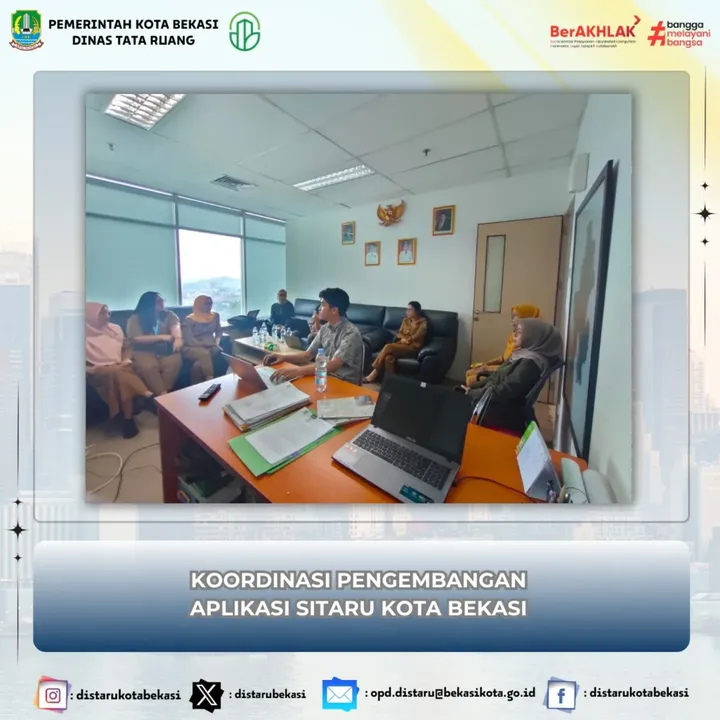 PEMERINTAH KOTA BEKASI
DINAS TATA RUANG
BerAKHLAK
#bangga
melayani
bangsa
KOORDINASI PENGEMBANGAN
APLIKASI SITARU KOTA BEKASI
: distarukotabekasi
: distarubekasi
: opd.distaru@bekasikota.go.id
: distarukotabekasi